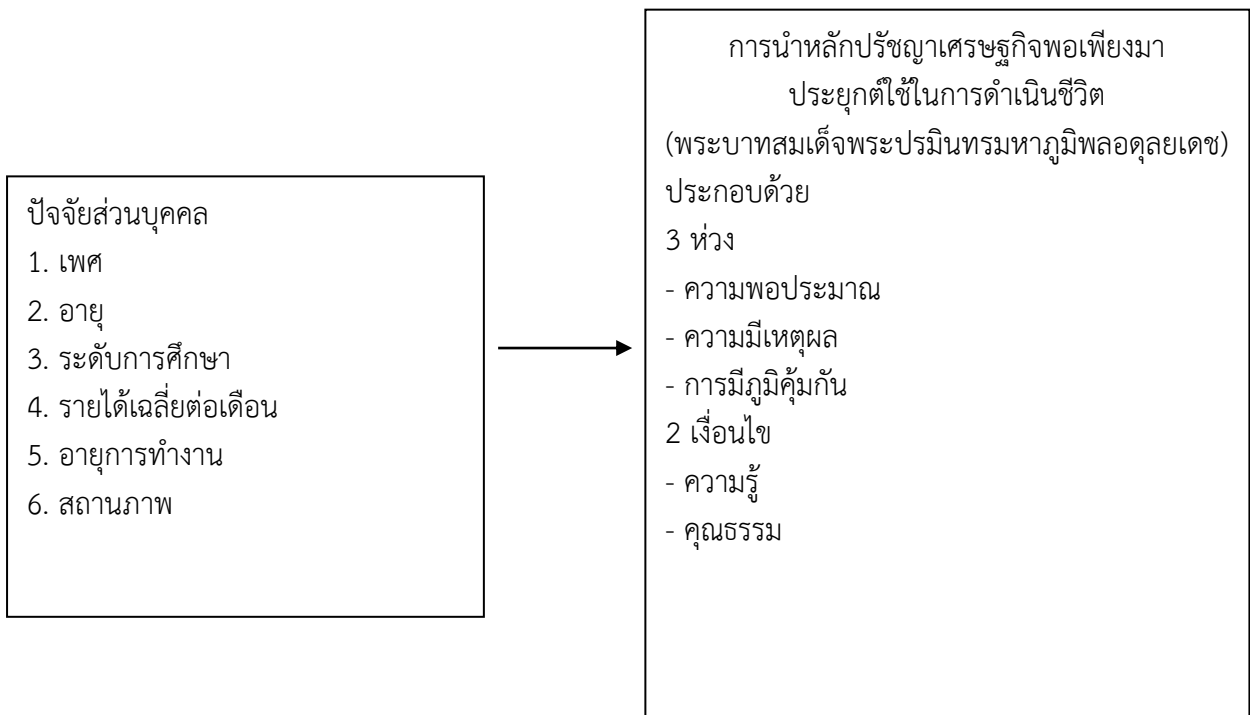 ปัจจัยส่วนบุคคล
1. เพศ
2. อายุ
3. ระดับการศึกษา
4. รายได้เฉลี่ยต่อเดือน
5. อายุการทำงาน
6. สถานภาพ
การนำหลักปรัชญาเศรษฐกิจพอเพียงมา
ประยุกต์ใช้ในการดำเนินชีวิต
(พระบาทสมเด็จพระปรมินทรมหาภูมิพลอดุลยเดช)
ประกอบด้วย
3 ห่วง
- ความพอประมาณ
- ความมีเหตุผล
- การมีภูมิคุ้มกัน
2 เงื่อนไข
- ความรู้
- คุณธรรม